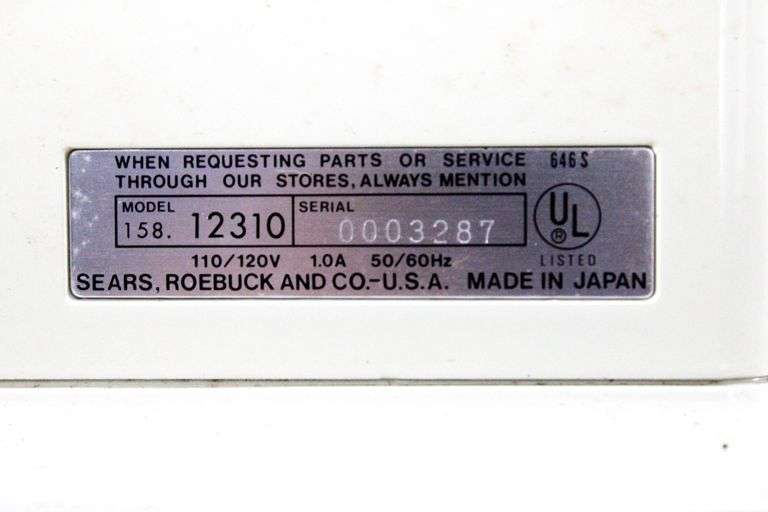 WHEN REQUESTING PARTS OR SERVICE 646 S
THROUGH OUR STORES, ALWAYS MENTION
MODEL SERIAL
158. 12310 0003287
UL
®
LISTED
110/120V 1.0A 50/60Hz
SEARS, ROEBUCK AND CO.-U.S.A. MADE IN JAPAN